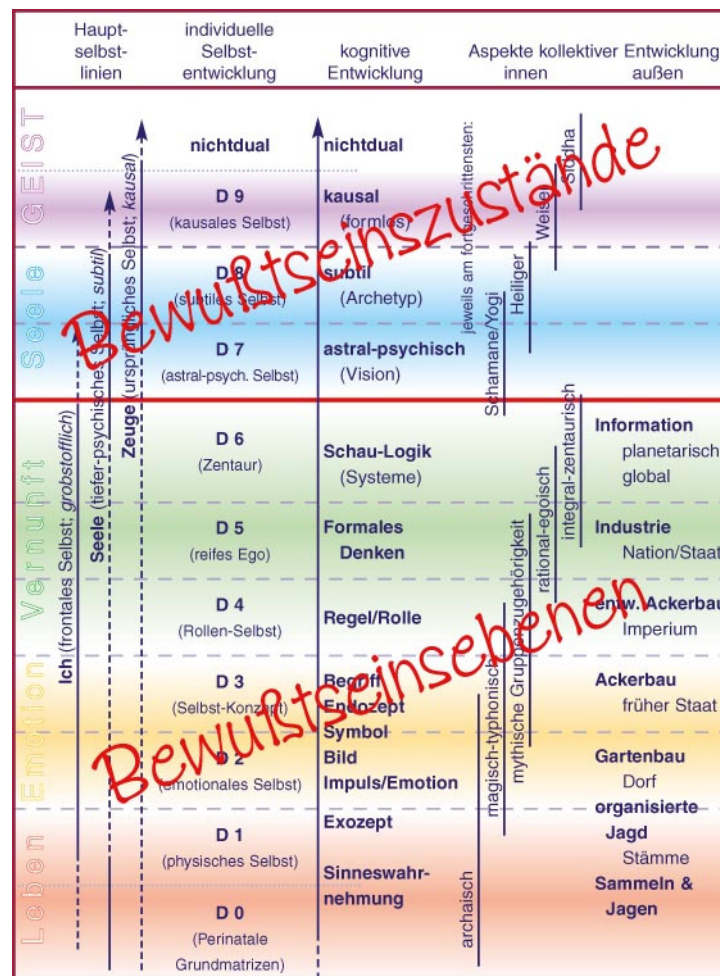 Haupt-
selbst-
linien
individuelle
Selbst-
entwicklung
kognitive
Entwicklung
Aspekte kollektiver Entwicklung
innen
außen
GEIST
Seele
Vernunft
Emotion
Leben
Ich (frontales Selbst; grobstofflich)
Seele (tiefer-psychisches Selbst; subtil)
Zeuge (ursprüngliches Selbst; kausal)
nichtdual
D 9
(kausales Selbst)
D 8
(subtiles Selbst)
D 7
(astral-psych. Selbst)
D 6
(Zentaur)
D 5
(reifes Ego)
D 4
(Rollen-Selbst)
D 3
(Selbst-Konzept)
D 2
(emotionales Selbst)
D 1
(physisches Selbst)
D 0
(Perinatale
Grundmatrizen)
nichtdual
kausal
(formlos)
subtil
(Archetyp)
astral-psychisch
(Vision)
Schau-Logik
(Systeme)
Formales
Denken
Regel/Rolle
Begriff
Endozept
Symbol
Bild
Impuls/Emotion
Exozept
Sinneswahr-
nehmung
jeweils am fortgeschrittensten:
Schamane/Yogi
Heiliger
Weiser
Siddha
archaisch
magisch-typhonisch
mythische Gruppenzugehörigkeit
rational-egoisch
integral-zentaurisch
Information
planetarisch
global
Industrie
Nation/Staat
entw. Ackerbau
Imperium
Ackerbau
früher Staat
Gartenbau
Dorf
organisierte
Jagd
Stämme
Sammeln &
Jagen
Bewußtseinszustände
Bewußtseinsebenen